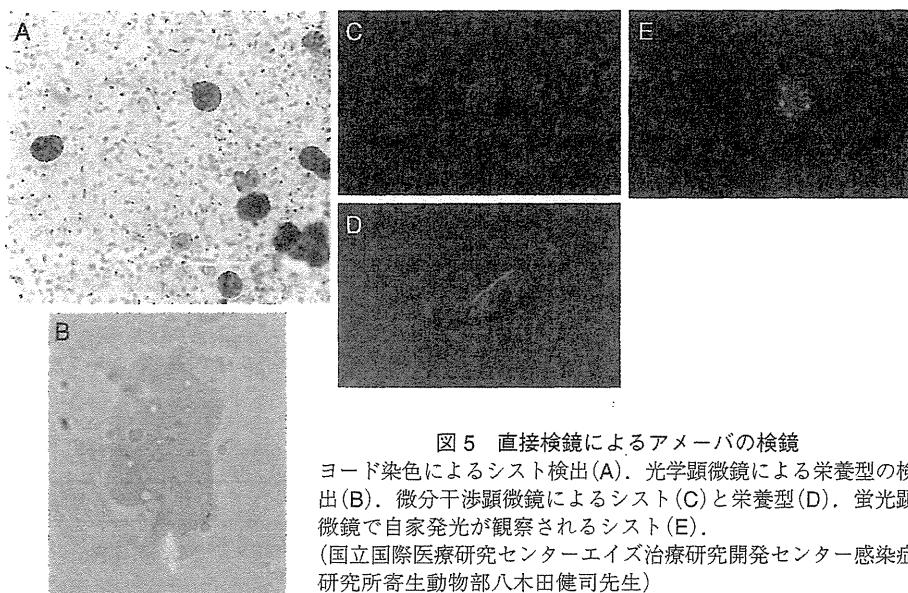 A
C
E
D
B
図5 直接検鏡によるアメーバの検鏡
ヨード染色によるシスト検出(A)．光学顕微鏡による栄養型の検
出(B)．微分干渉顕微鏡によるシスト(C)と栄養型(D)．蛍光顕
微鏡で自家発光が観察されるシスト(E)．
(国立国際医療研究センターエイズ治療研究開発センター感染症
研究所寄生動物部八木田健司先生)